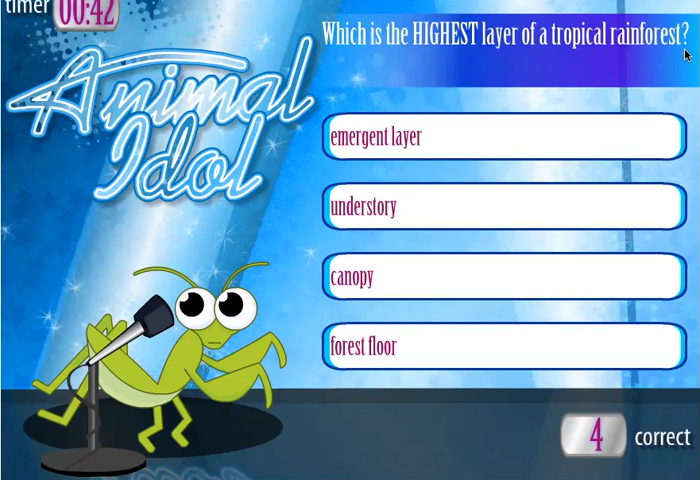 timer 00:42
Which is the HIGHEST layer of a tropical rainforest?
Animal
Idol
emergent layer
understory
canopy
forest floor
4 correct